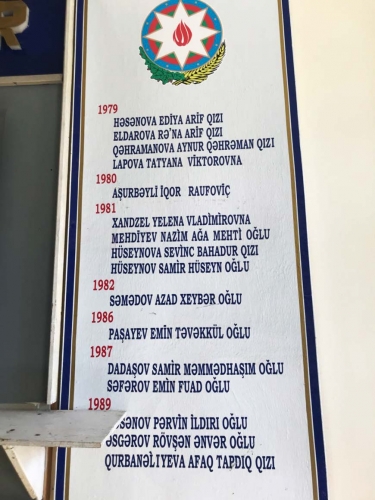 R
1979
HƏSƏNOVA EDİYA ARİF QIZI
ELDAROVA RƏ'NA ARİF QIZI
QƏHRAMANOVA AYNUR QƏHRƏMAN QIZI
LAPOVA TATYANA VİKTOROVNA
1980
AŞURBƏYLİ İQOR RAUFOVİÇ
1981
XANDZEL YELENA VLADİMİROVNA
MEHDİYEV NAZİM AĞA MEHTİ OĞLU
HÜSEYNOVA SEVİNC BAHADUR QIZI
HÜSEYNOV SAMİR HÜSEYN OĞLU
1982
SƏMƏDOV AZAD XEYBƏR OĞLU
1986
PAŞAYEV EMİN TƏVƏKKÜL OĞLU
1987
DADAŞOV SAMİR MƏMMƏDHAŞIM OĞLU
SƏFƏROV EMİN FUAD OĞLU
1989
PƏRVİN İLDIRI OĞLU
ƏSGƏROV RÖVŞƏN ƏNVƏR OĞLU
QURBANƏLIYEVA AFAQ TAPDIQ QIZI